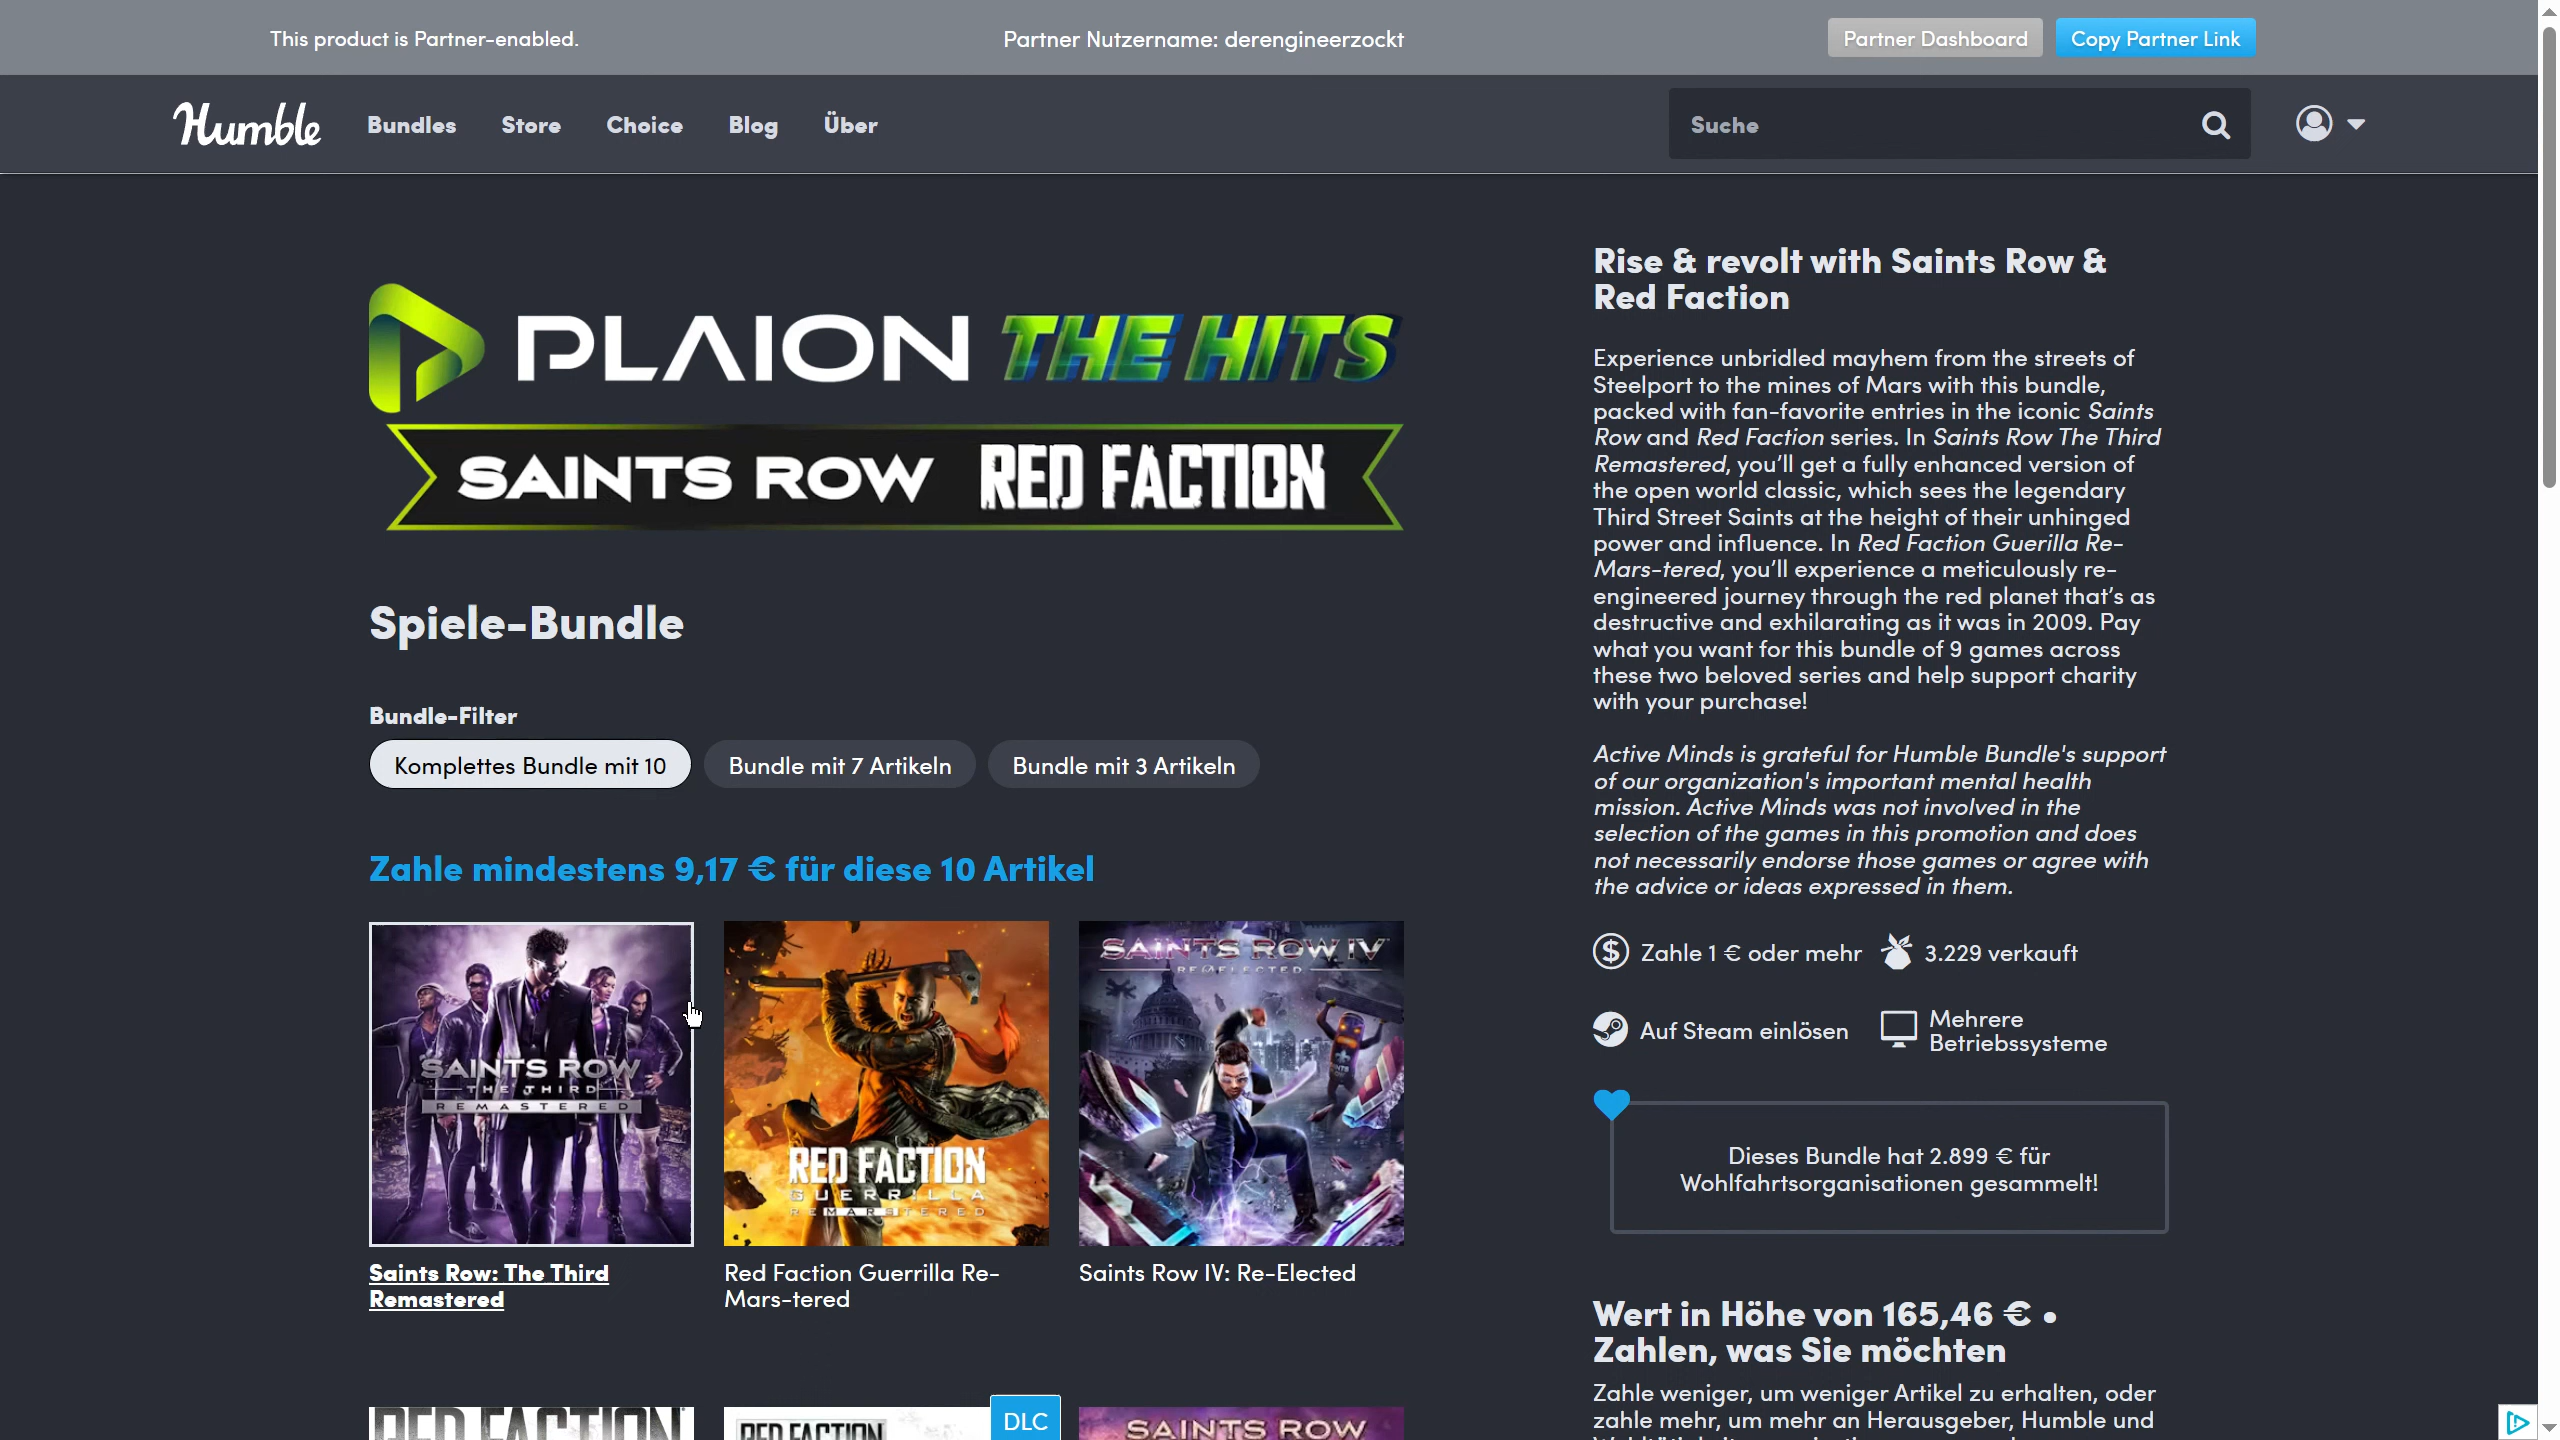 This product is Partner-enabled.
Partner Nutzername: derengineerzockt
Partner Dashboard
Copy Partner Link
Humble
Bundles
Store
Choice
Blog
Über
Suche
PLAION THE HITS
SAINTS ROW RED FACTION
Spiele-Bundle
Bundle-Filter
Komplettes Bundle mit 10
Bundle mit 7 Artikeln
Bundle mit 3 Artikeln
Zahle mindestens 9,17 € für diese 10 Artikel
SAINTS ROW
THE THIRD
REMASTERED
Saints Row: The Third
Remastered
RED FACTION
GUERRILLA
REMARSTERED
Red Faction Guerrilla Re-
Mars-tered
SAINTS ROW IV
RE-ELECTED
Saints Row IV: Re-Elected
RED FACTION
RED FACTION
DLC
SAINTS ROW
Rise & revolt with Saints Row &
Red Faction
Experience unbridled mayhem from the streets of
Steelport to the mines of Mars with this bundle,
packed with fan-favorite entries in the iconic Saints
Row and Red Faction series. In Saints Row The Third
Remastered, you'll get a fully enhanced version of
the open world classic, which sees the legendary
Third Street Saints at the height of their unhinged
power and influence. In Red Faction Guerilla Re-
Mars-tered, you'll experience a meticulously re-
engineered journey through the red planet that's as
destructive and exhilarating as it was in 2009. Pay
what you want for this bundle of 9 games across
these two beloved series and help support charity
with your purchase!
Active Minds is grateful for Humble Bundle's support
of our organization's important mental health
mission. Active Minds was not involved in the
selection of the games in this promotion and does
not necessarily endorse those games or agree with
the advice or ideas expressed in them.
Zahle 1 € oder mehr
3.229 verkauft
Auf Steam einlösen
Mehrere
Betriebssysteme
Dieses Bundle hat 2.899 € für
Wohlfahrtsorganisationen gesammelt!
Wert in Höhe von 165,46 € •
Zahlen, was Sie möchten
Zahle weniger, um weniger Artikel zu erhalten, oder
zahle mehr, um mehr an Herausgeber, Humble und